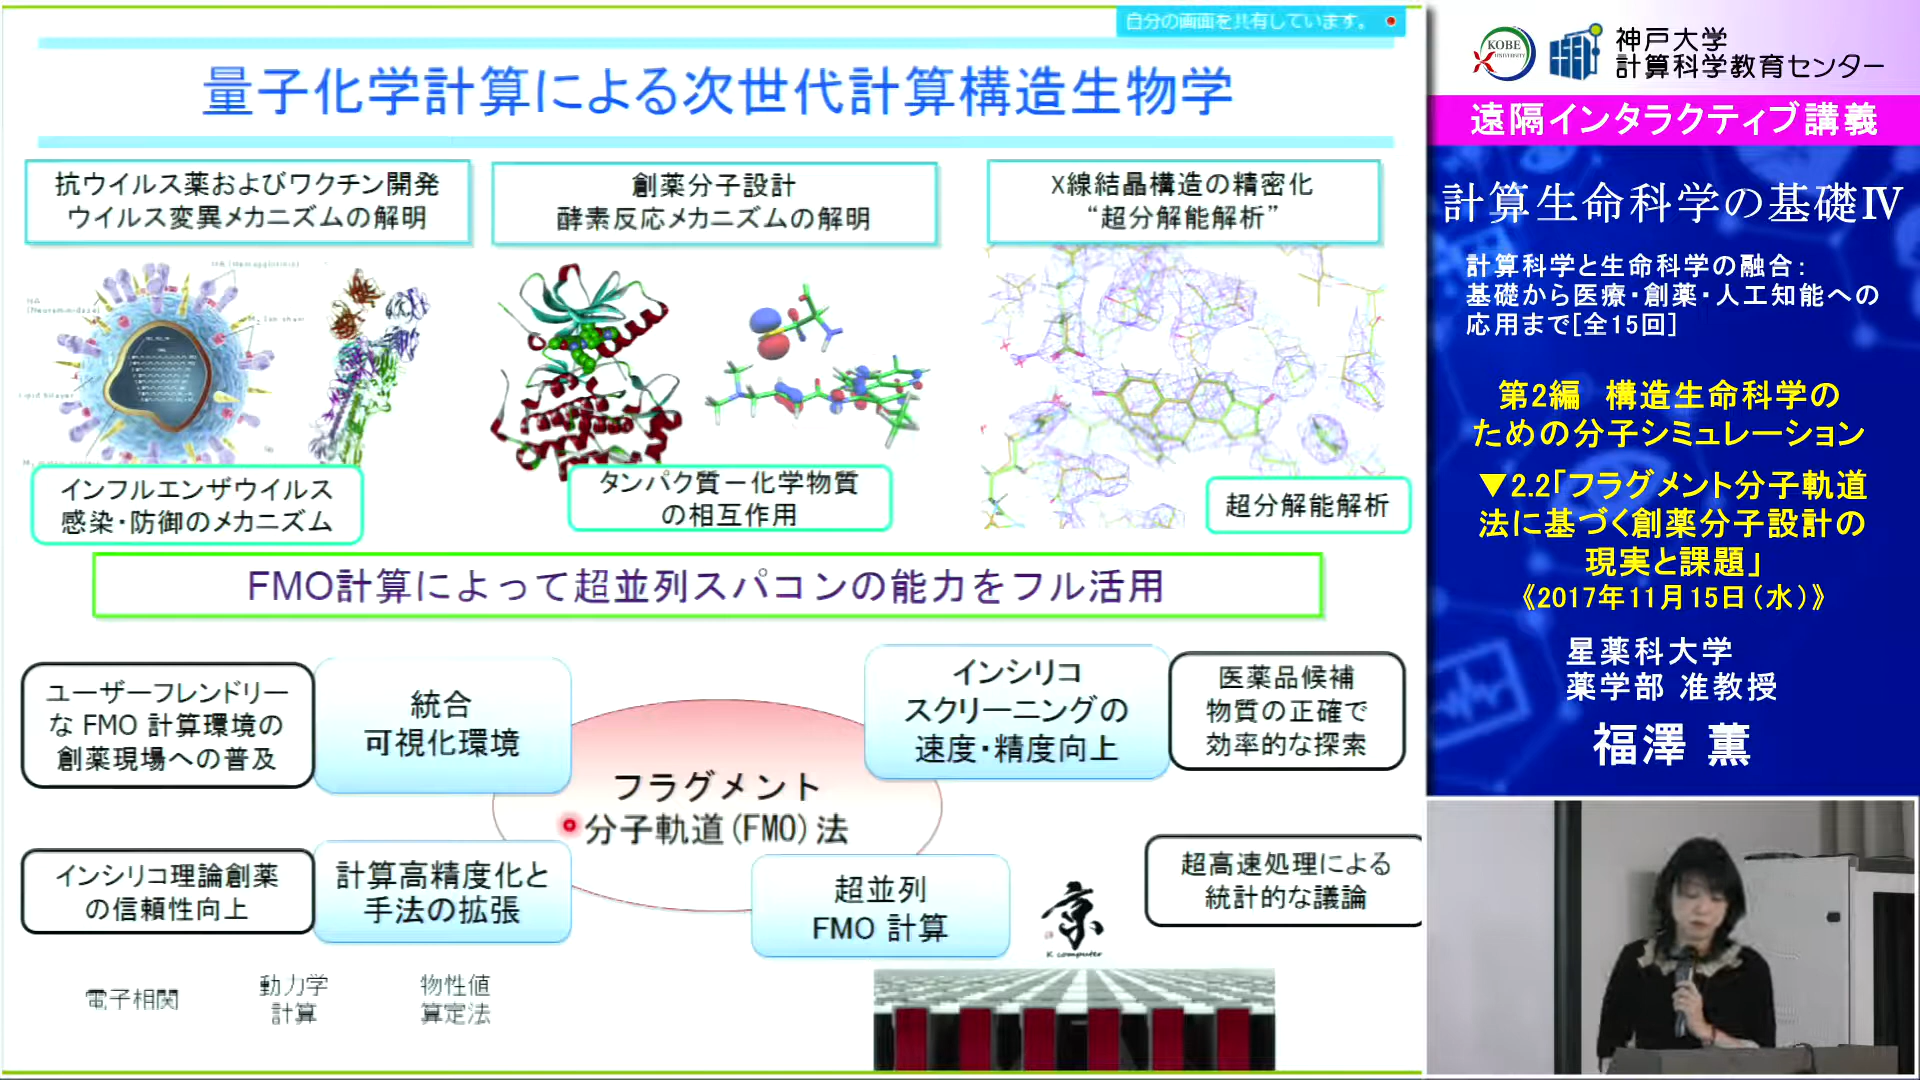 自分の画面を共有しています。
量子化学計算による次世代計算構造生物学
抗ウイルス薬およびワクチン開発
ウイルス変異メカニズムの解明
創薬分子設計
酵素反応メカニズムの解明
X線結晶構造の精密化
“超分解能解析”
インフルエンザウイルス
感染・防御のメカニズム
タンパク質－化学物質
の相互作用
超分解能解析
FMO計算によって超並列スパコンの能力をフル活用
ユーザーフレンドリー
な FMO 計算環境の
創薬現場への普及
統合
可視化環境
インシリコ
スクリーニングの
速度・精度向上
医薬品候補
物質の正確で
効率的な探索
フラグメント
分子軌道(FMO)法
インシリコ理論創薬
の信頼性向上
計算高精度化と
手法の拡張
超並列
FMO 計算
京
K computer
超高速処理による
統計的な議論
電子相関
動力学
計算
物性値
算定法
KOBE
UNIVERSITY
神戸大学
計算科学教育センター
遠隔インタラクティブ講義
計算生命科学の基礎Ⅳ
計算科学と生命科学の融合：
基礎から医療・創薬・人工知能への
応用まで[全15回]
第2編　構造生命科学の
ための分子シミュレーション
▼2.2「フラグメント分子軌道
法に基づく創薬分子設計の
現実と課題」
《2017年11月15日（水）》
星薬科大学
薬学部 准教授
福澤 薫